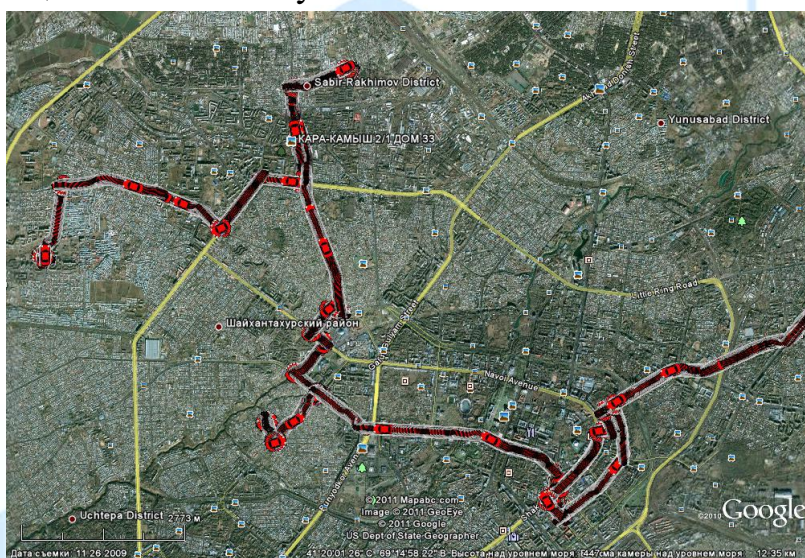 Sabir-Rakhimov District
Yunusabad District
КАРА-КАМЫШ 2/1 ДОМ 33
Little Ring Road
Шайхантахурский район
Navoi Avenue
Uchtepa District
2773 м
© 2011 Mapabc.com
Image © 2011 GeoEye
© 2011 Google
US Dept of State Geographer
©2010 Google
Дата съемки: 11.26.2009
41°20'01.26" С 69°14'58.22" В Высота над уровнем моря
камеры над уровнем моря 12.35 км